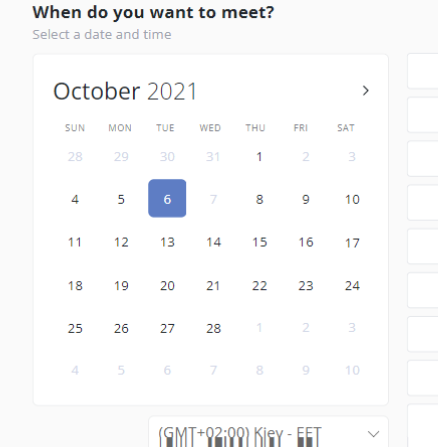 When do you want to meet?
Select a date and time
October 2021
SUN MON TUE WED THU FRI SAT
28 29 30 31 1 2 3
4 5 6 7 8 9 10
11 12 13 14 15 16 17
18 19 20 21 22 23 24
25 26 27 28 1 2 3
4 5 6 7 8 9 10
(GMT+02:00) Kiev - EET